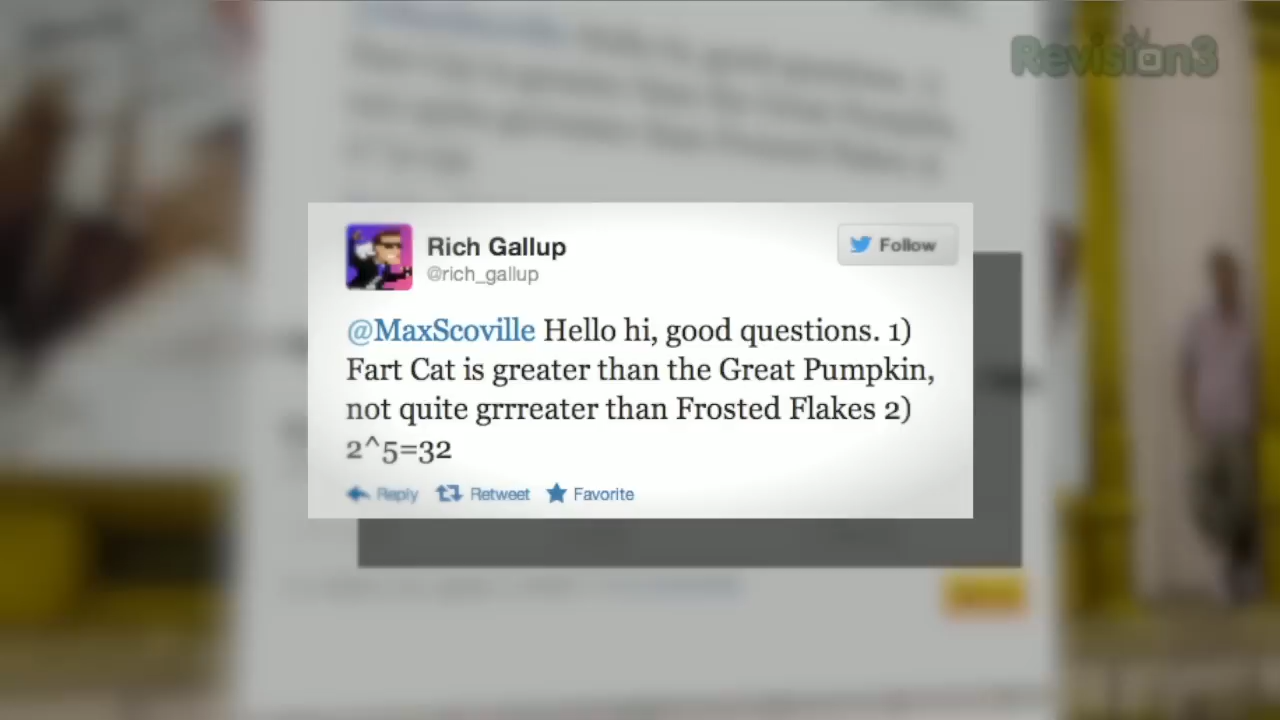 Revision3
Rich Gallup
@rich_gallup
Follow
@MaxScoville Hello hi, good questions. 1)
Fart Cat is greater than the Great Pumpkin,
not quite grrreater than Frosted Flakes 2)
2^5=32
Reply Retweet Favorite